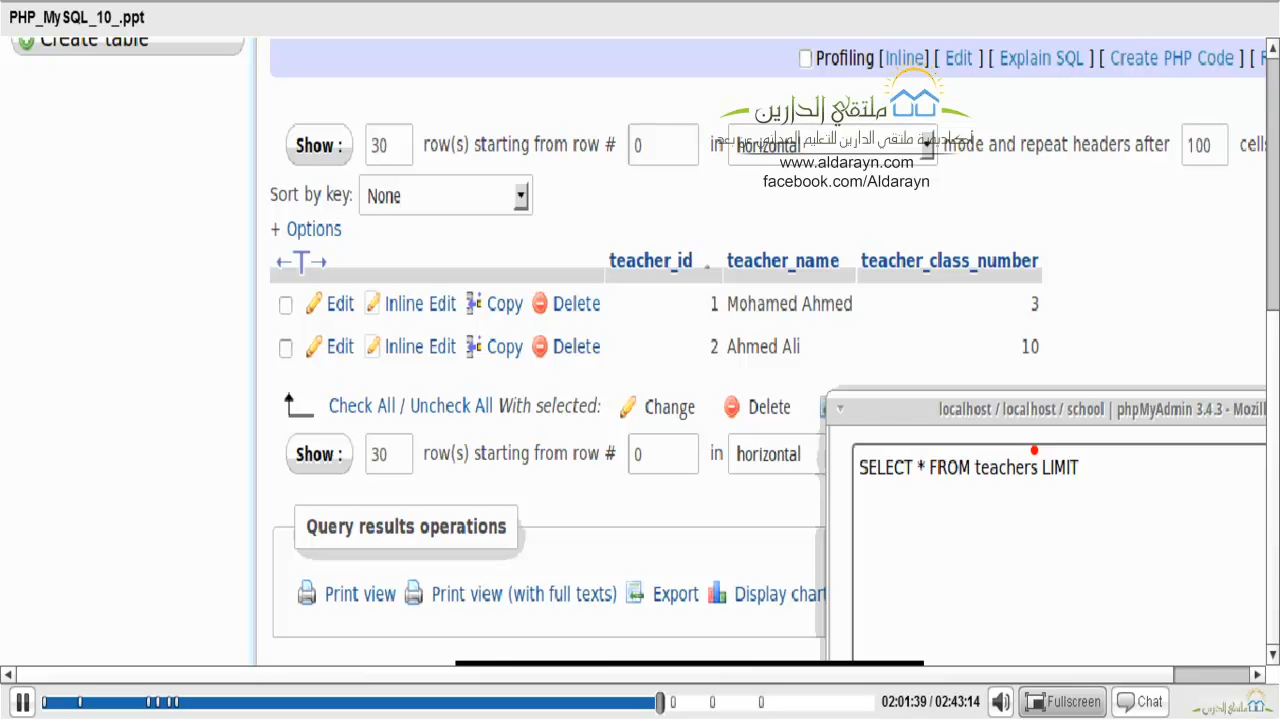 PHP_MySQL_10_.ppt
Create table
Profiling [Inline] [ Edit ] [ Explain SQL ] [ Create PHP Code ] [
ملتقى الدارين
www.aldarayn.com
facebook.com/Aldarayn
Show : 30 row(s) starting from row # 0 in horizontal mode and repeat headers after 100 cells
Sort by key: None
+ Options
←T→ teacher_id teacher_name teacher_class_number
Edit Inline Edit Copy Delete 1 Mohamed Ahmed 3
Edit Inline Edit Copy Delete 2 Ahmed Ali 10
Check All / Uncheck All With selected: Change Delete
Show : 30 row(s) starting from row # 0 in horizontal
localhost / localhost / school | phpMyAdmin 3.4.3 - Mozill
SELECT * FROM teachers LIMIT
Query results operations
Print view Print view (with full texts) Export Display chart
02:01:39 / 02:43:14 Fullscreen Chat